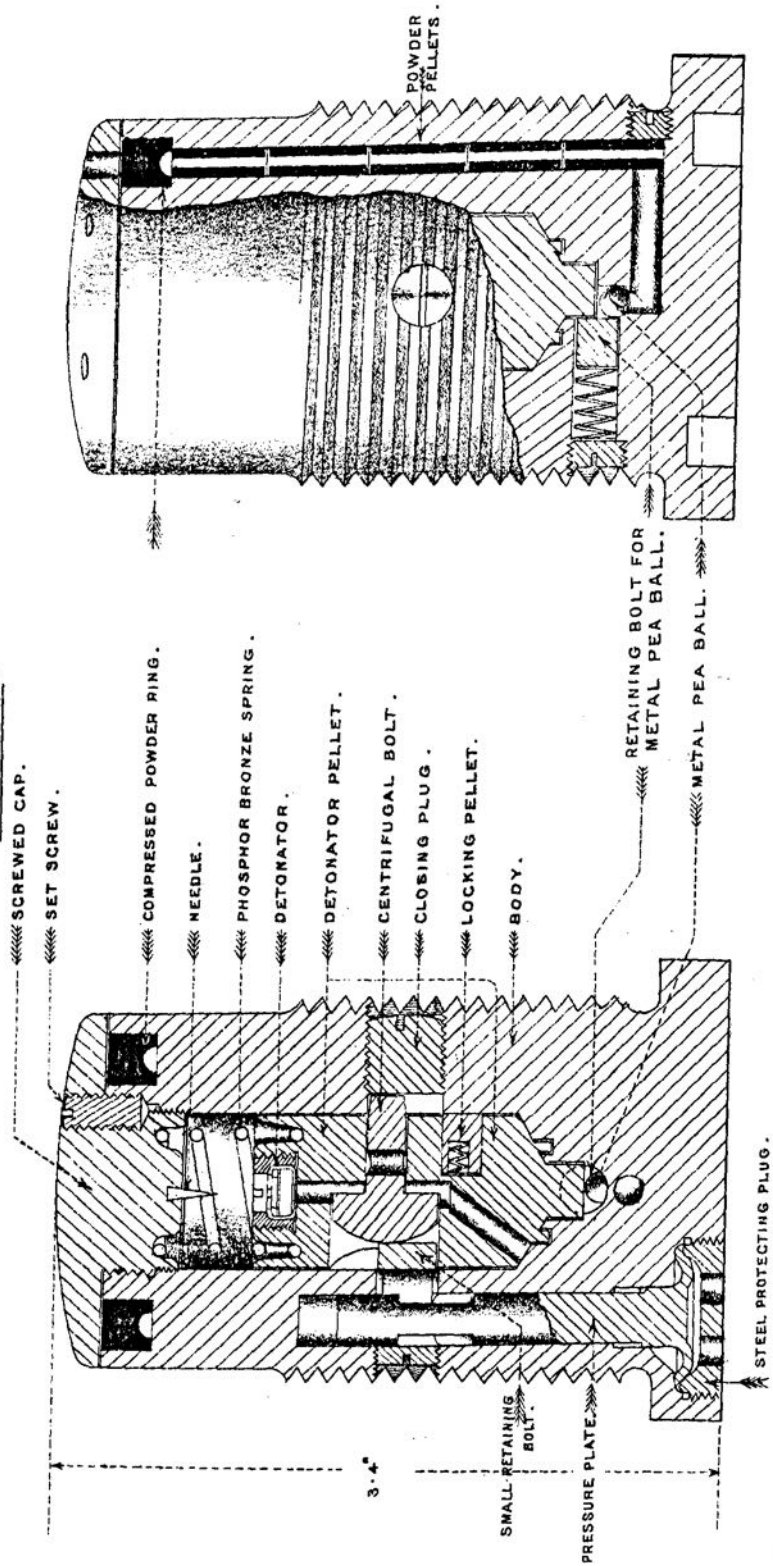 SCREWED CAP.
SET SCREW.
COMPRESSED POWDER RING.
NEEDLE.
PHOSPHOR BRONZE SPRING.
DETONATOR.
DETONATOR PELLET.
CENTRIFUGAL BOLT.
CLOSING PLUG.
LOCKING PELLET.
BODY.
RETAINING BOLT FOR
METAL PEA BALL.
METAL PEA BALL.
POWDER
PELLETS.
3·4"
SMALL RETAINING
BOLT.
PRESSURE PLATE.
STEEL PROTECTING PLUG.